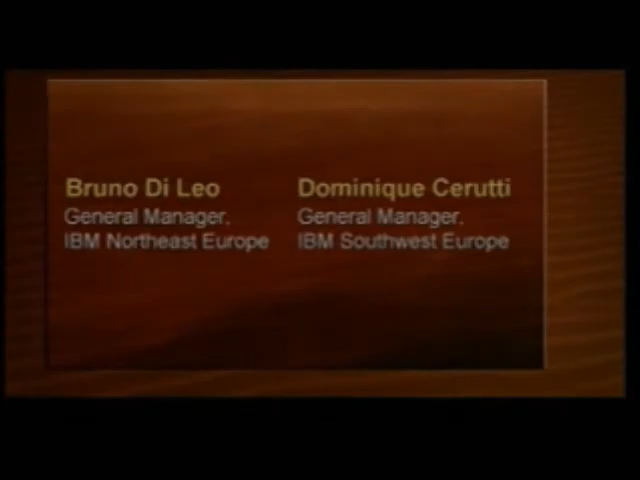 Bruno Di Leo
General Manager,
IBM Northeast Europe
Dominique Cerutti
General Manager,
IBM Southwest Europe